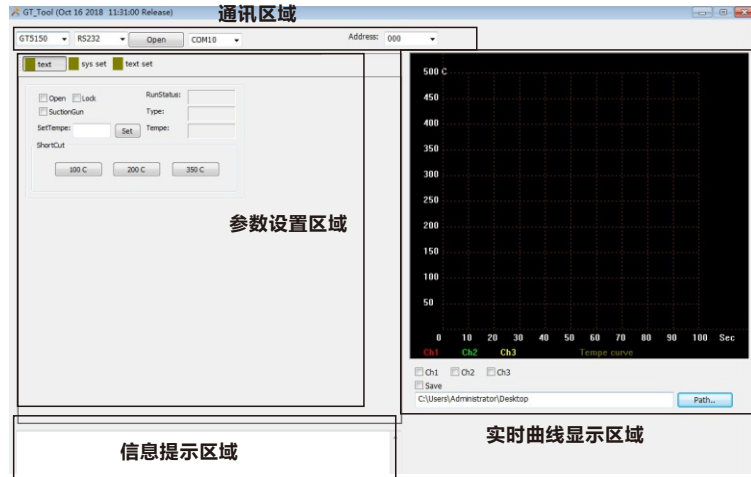 GT_Tool (Oct 16 2018 11:31:00 Release)
通讯区域
GT5150 RS232 Open COM10 Address: 000
text sys set text set
Open Lock RunStatus:
SuctionGun Type:
SetTempe: Set Tempe:
ShortCut
100 C 200 C 350 C
参数设置区域
500 C
450
400
350
300
250
200
150
100
50
0 10 20 30 40 50 60 70 80 90 100 Sec
Ch1 Ch2 Ch3 Tempe curve
Ch1 Ch2 Ch3
Save
C:\Users\Administrator\Desktop Path..
信息提示区域
实时曲线显示区域